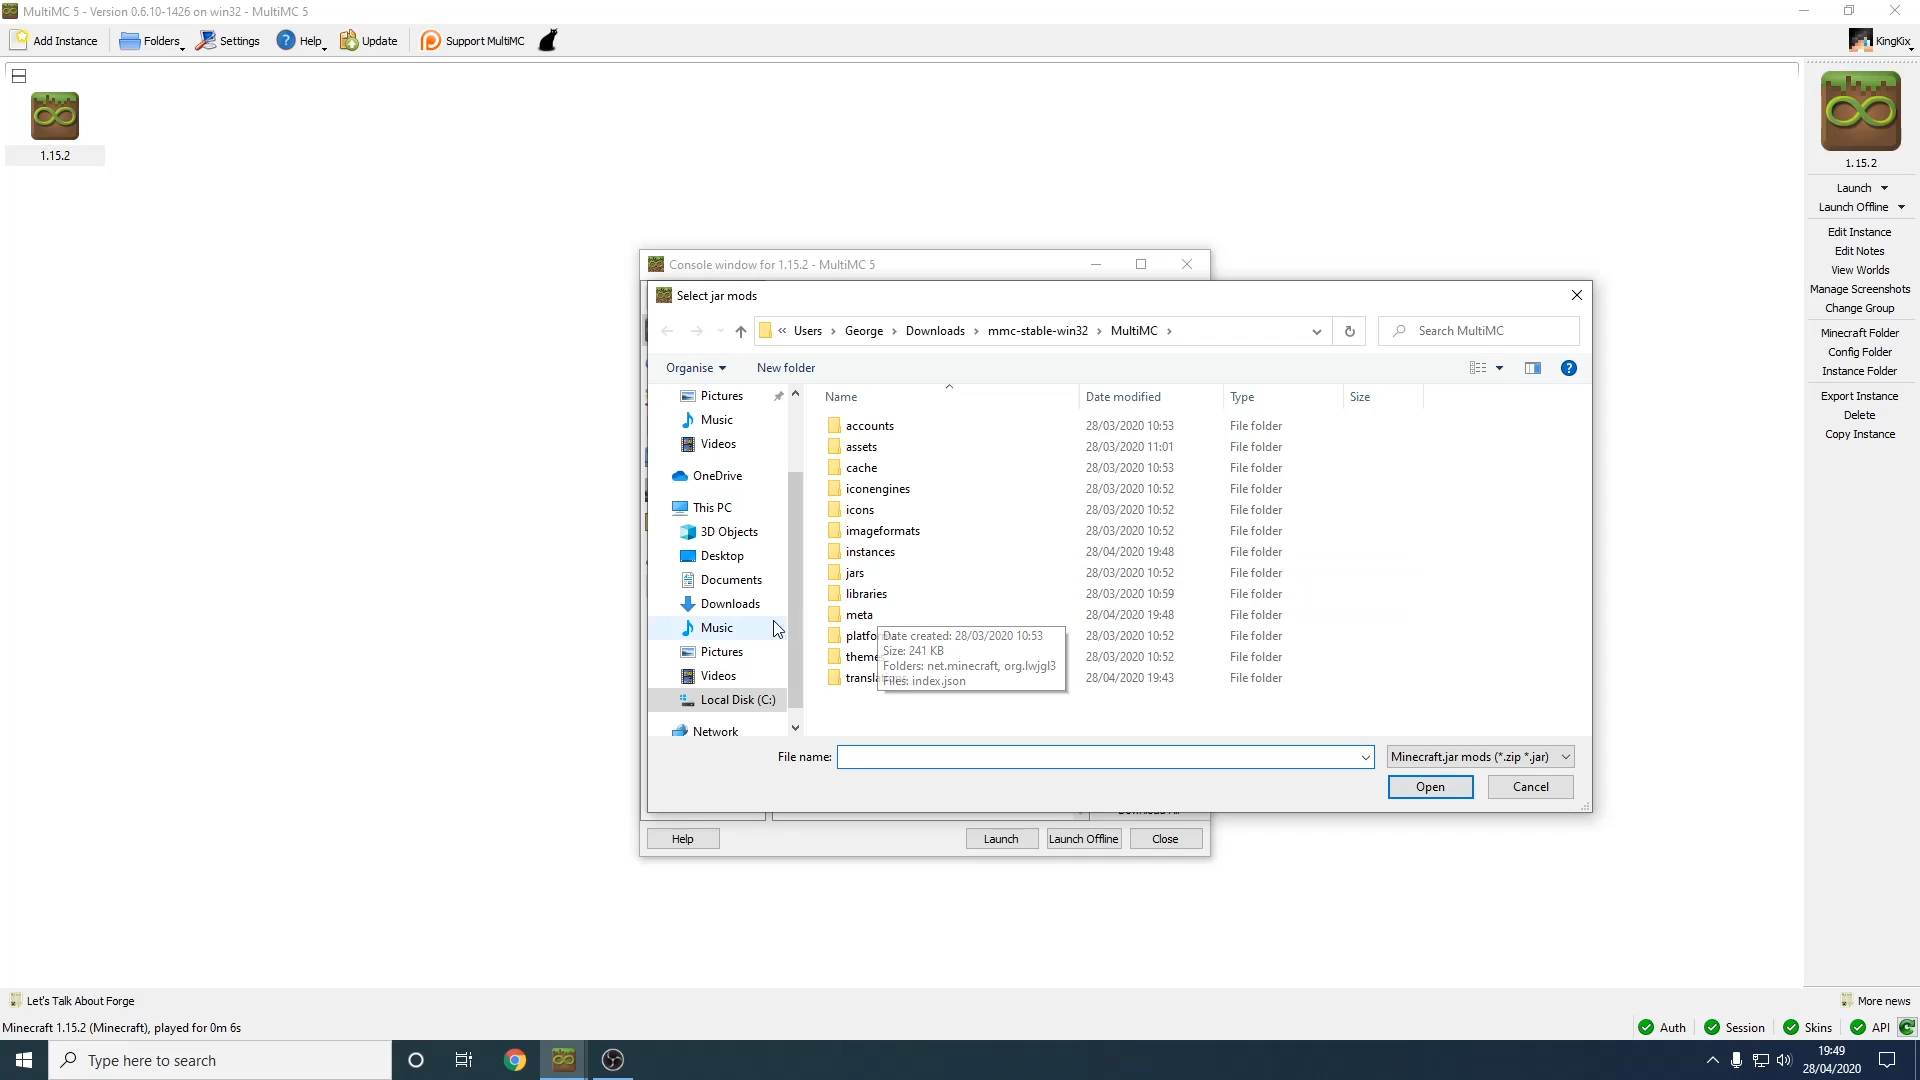 MultiMC 5 - Version 0.6.10-1426 on win32 - MultiMC 5
Add Instance
Folders
Settings
Help
Update
Support MultiMC
KingKix
1.15.2
1.15.2
Launch
Launch Offline
Edit Instance
Edit Notes
View Worlds
Manage Screenshots
Change Group
Minecraft Folder
Config Folder
Instance Folder
Export Instance
Delete
Copy Instance
Console window for 1.15.2 - MultiMC 5
Select jar mods
« Users › George › Downloads › mmc-stable-win32 › MultiMC ›
Search MultiMC
Organise
New folder
Pictures
Music
Videos
OneDrive
This PC
3D Objects
Desktop
Documents
Downloads
Music
Pictures
Videos
Local Disk (C:)
Network
Name Date modified Type Size
accounts 28/03/2020 10:53 File folder
assets 28/03/2020 11:01 File folder
cache 28/03/2020 10:53 File folder
iconengines 28/03/2020 10:52 File folder
icons 28/03/2020 10:52 File folder
imageformats 28/03/2020 10:52 File folder
instances 28/04/2020 19:48 File folder
jars 28/03/2020 10:52 File folder
libraries 28/03/2020 10:59 File folder
meta 28/04/2020 19:48 File folder
28/03/2020 10:52 File folder
28/03/2020 10:52 File folder
28/04/2020 19:43 File folder
Date created: 28/03/2020 10:53
Size: 241 KB
Folders: net.minecraft, org.lwjgl3
Files: index.json
File name:
Minecraft.jar mods (*.zip *.jar)
Open
Cancel
Help
Launch
Launch Offline
Close
Let's Talk About Forge
More news
Minecraft 1.15.2 (Minecraft), played for 0m 6s
Auth
Session
Skins
API
Type here to search
19:49
28/04/2020